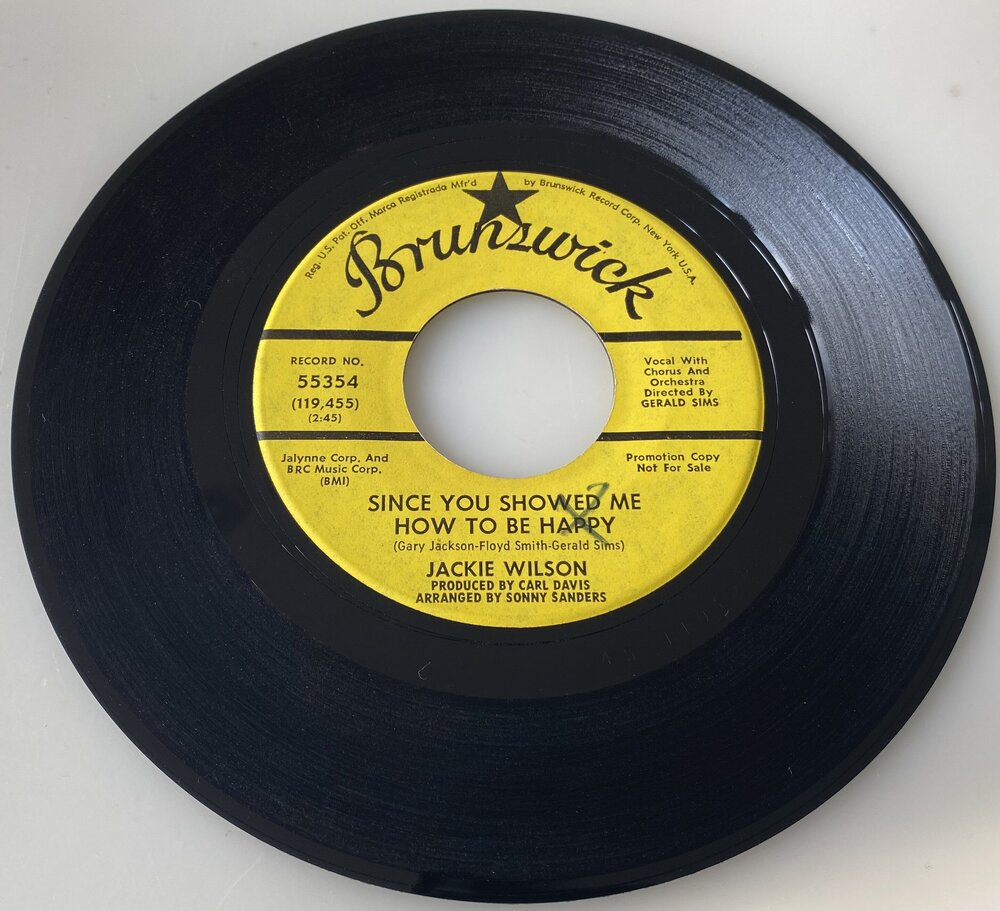 Reg. U.S. Pat. Off. Marca Registrada Mfr'd by Brunswick Record Corp. New York U.S.A.
Brunswick
RECORD NO.
55354
(119,455)
(2:45)
Vocal With
Chorus And
Orchestra
Directed By
GERALD SIMS
Jalynne Corp. And
BRC Music Corp.
(BMI)
Promotion Copy
Not For Sale
SINCE YOU SHOWED ME
HOW TO BE HAPPY
(Gary Jackson-Floyd Smith-Gerald Sims)
JACKIE WILSON
PRODUCED BY CARL DAVIS
ARRANGED BY SONNY SANDERS